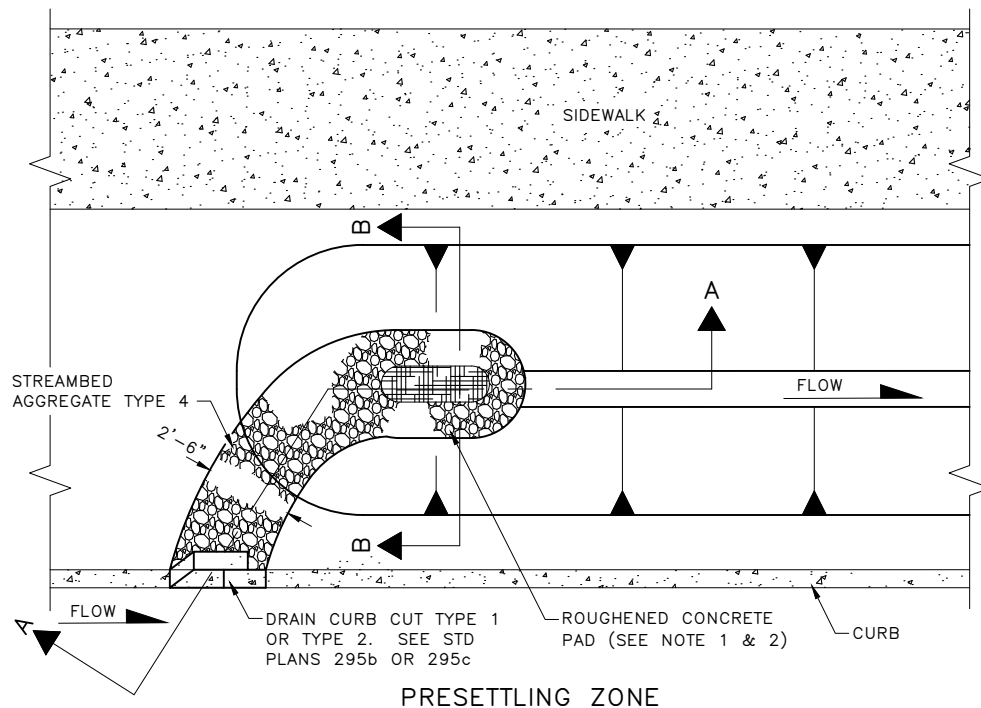 SIDEWALK
B
A
STREAMBED
AGGREGATE TYPE 4
FLOW
2'-6"
B
FLOW
A
DRAIN CURB CUT TYPE 1
OR TYPE 2. SEE STD
PLANS 295b OR 295c
ROUGHENED CONCRETE
PAD (SEE NOTE 1 & 2)
CURB
PRESETTLING ZONE